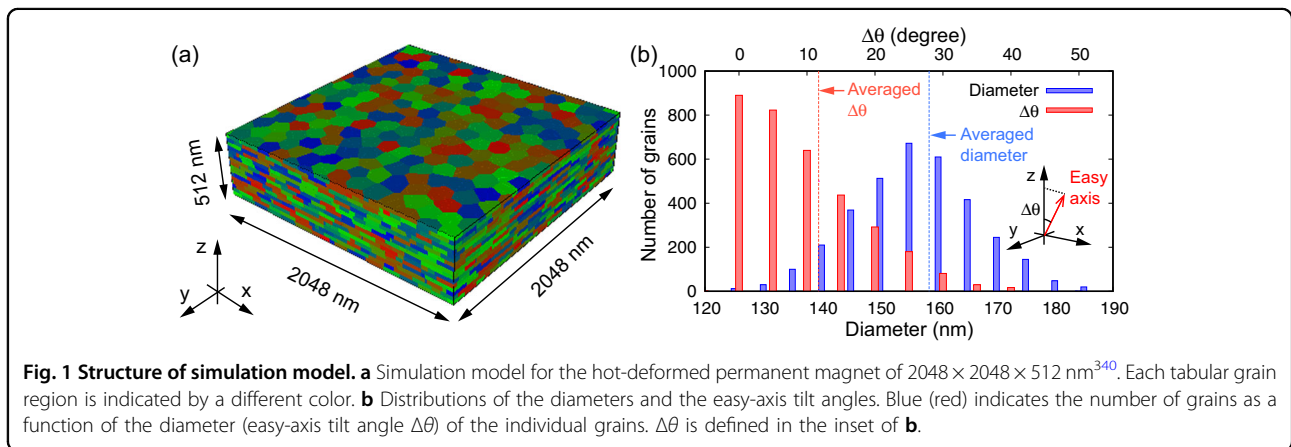 (a)
512 nm
2048 nm
2048 nm
z
y
x
(b)
Δθ (degree)
0 10 20 30 40 50
1000
800
600
400
200
0
Number of grains
Averaged
Δθ
Diameter
Δθ
Averaged
diameter
z
Easy
axis
Δθ
y
x
120 130 140 150 160 170 180 190
Diameter (nm)
Fig. 1 Structure of simulation model. a Simulation model for the hot-deformed permanent magnet of 2048 × 2048 × 512 nm³⁴⁰. Each tabular grain
region is indicated by a different color. b Distributions of the diameters and the easy-axis tilt angles. Blue (red) indicates the number of grains as a
function of the diameter (easy-axis tilt angle Δθ) of the individual grains. Δθ is defined in the inset of b.